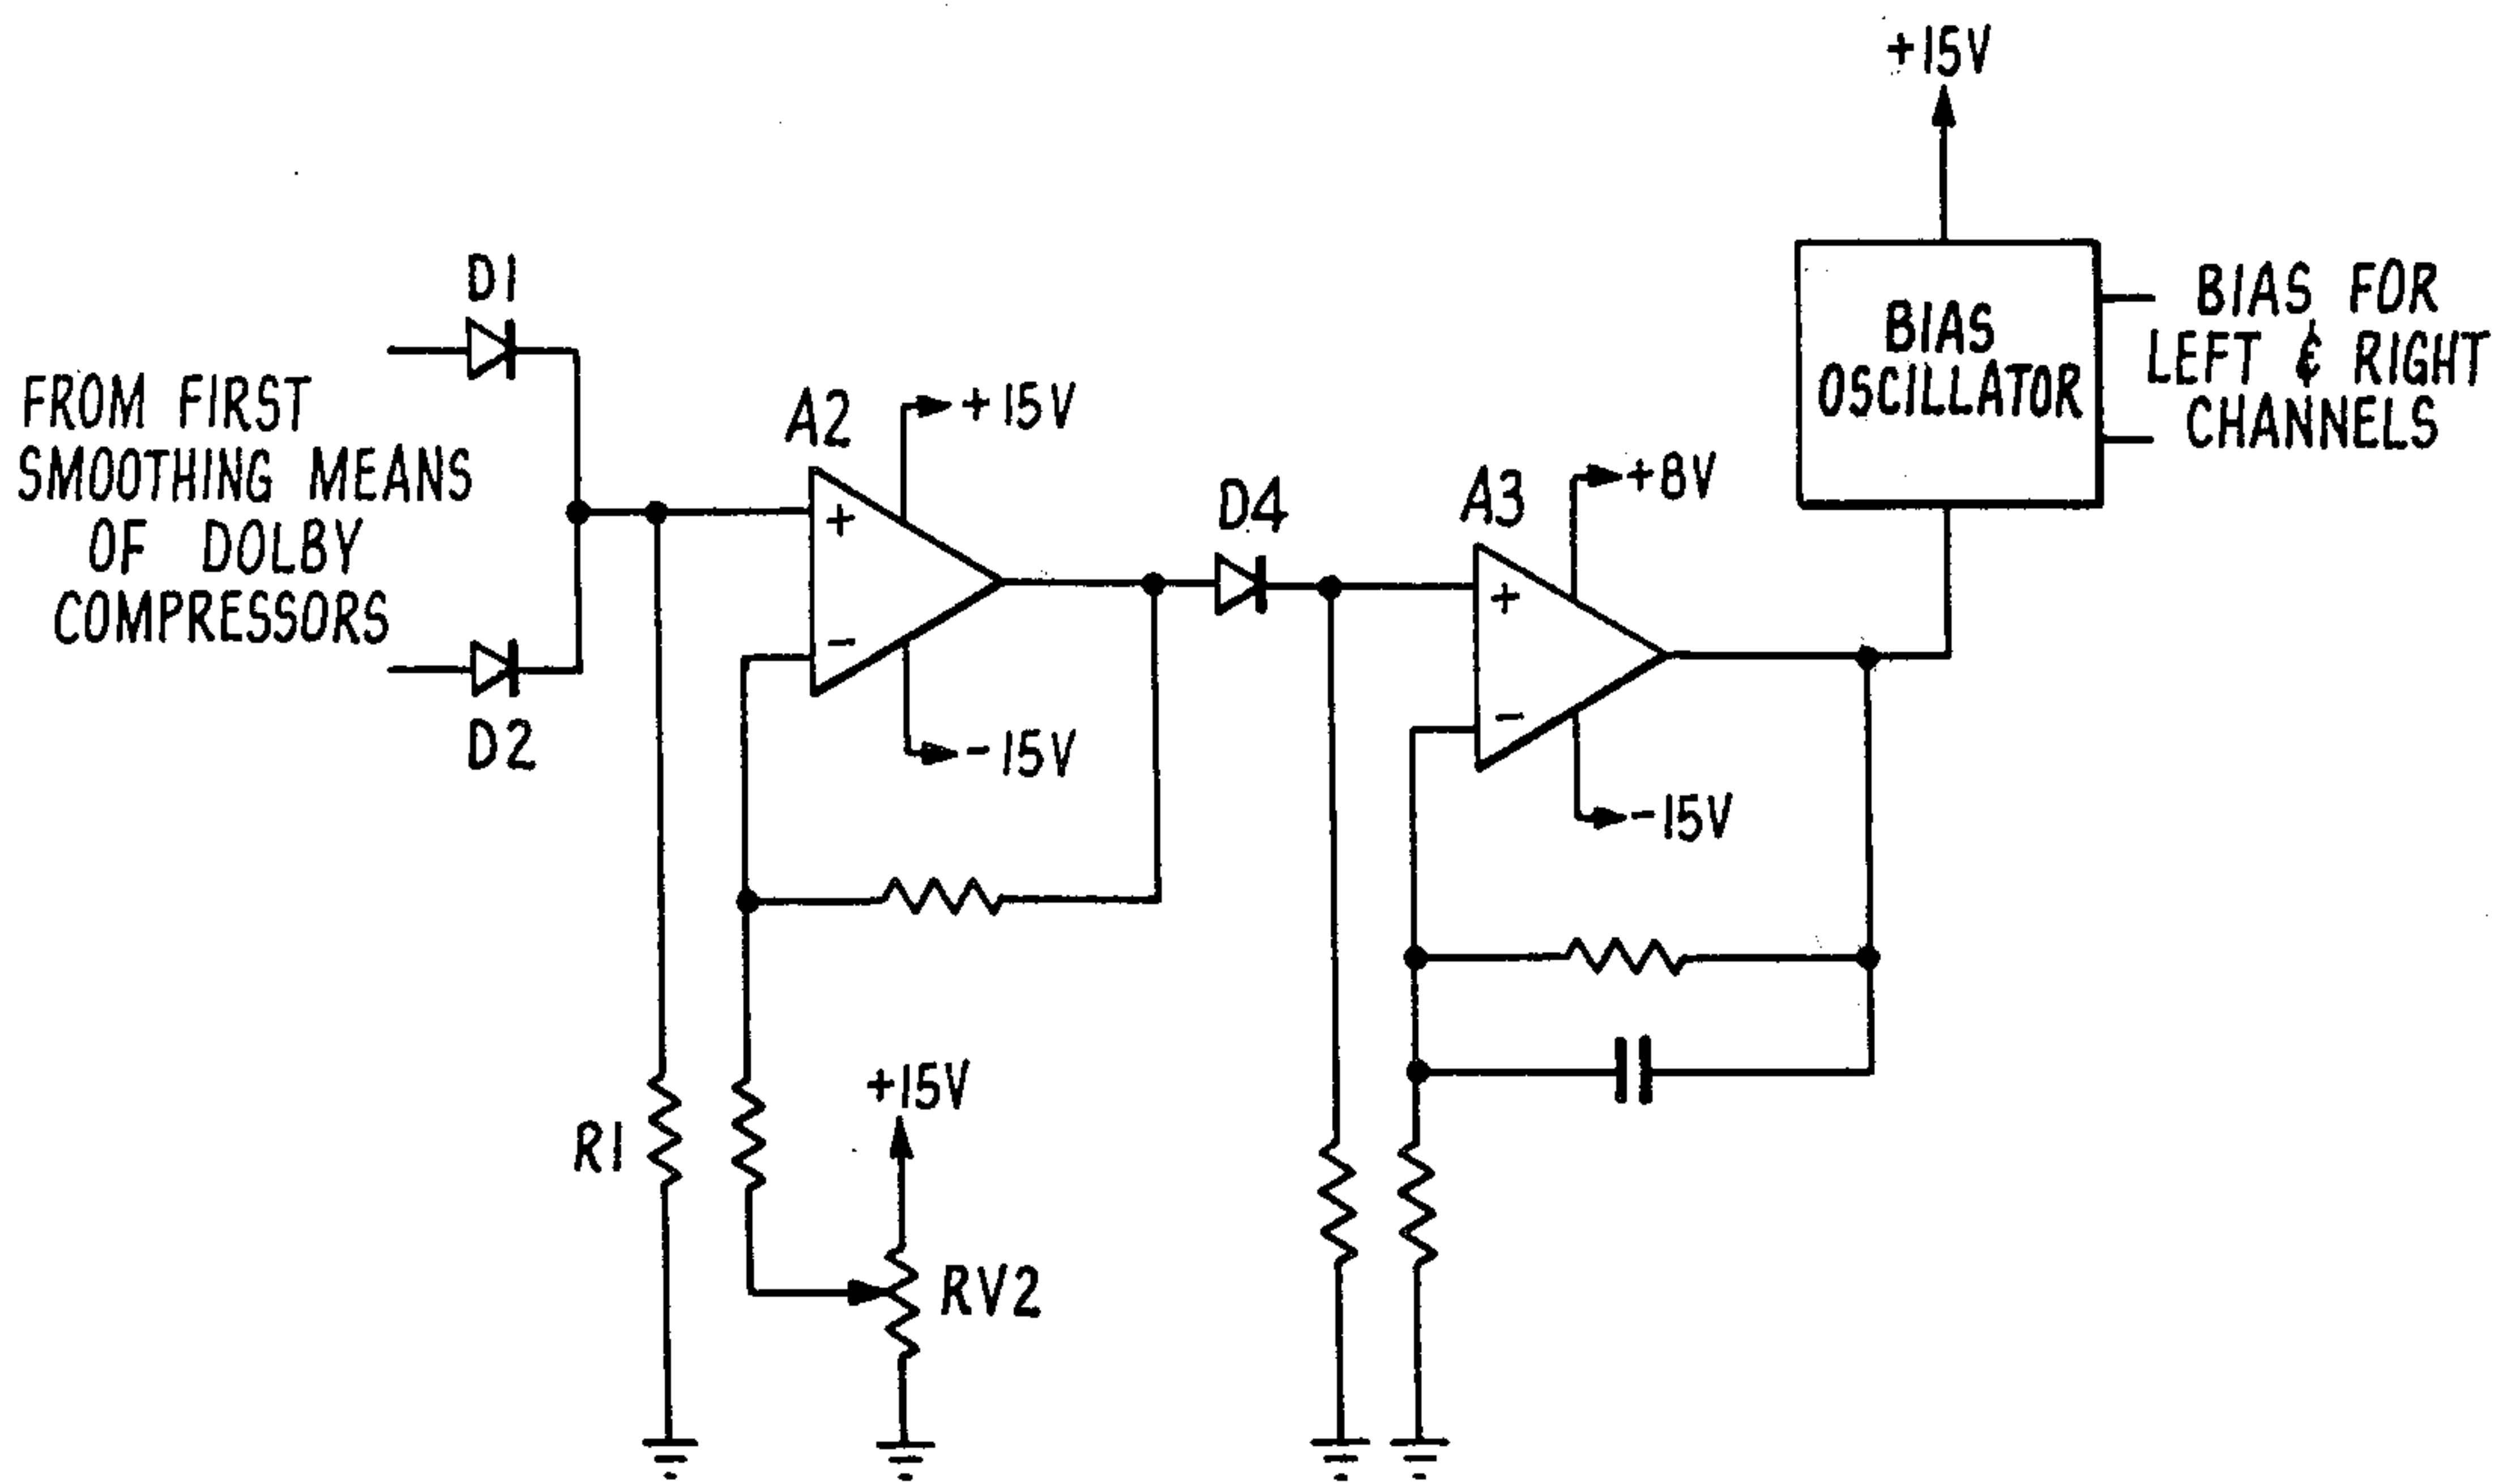 +15V
D1
BIAS
OSCILLATOR
BIAS FOR
LEFT & RIGHT
CHANNELS
FROM FIRST
SMOOTHING MEANS
OF DOLBY
COMPRESSORS
A2
+15V
+
-
-15V
D2
D4
A3
+8V
+
-
-15V
R1
+15V
RV2